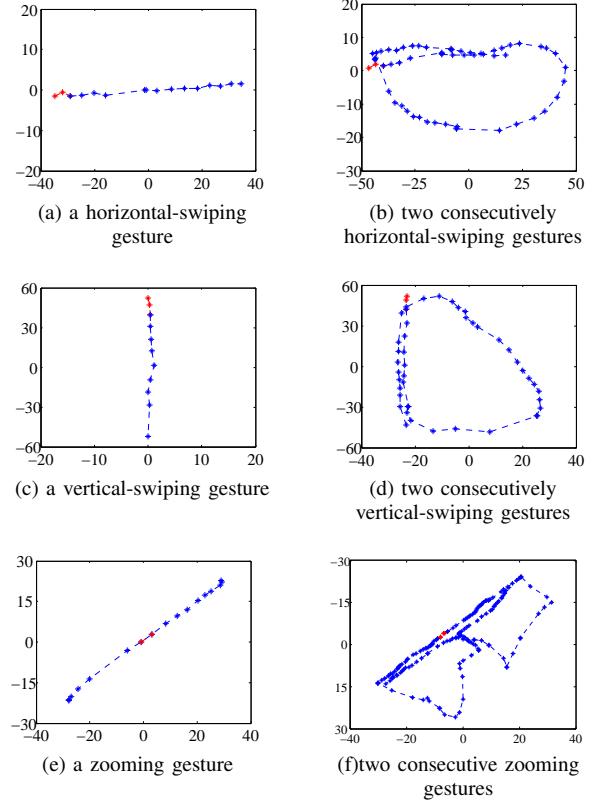 20
10
0
−10
−20
−40 −20 0 20 40
(a) a horizontal-swiping
gesture
20
10
0
−10
−20
−30
−50 −25 0 25 50
(b) two consecutively
horizontal-swiping gestures
60
30
0
−30
−60
−20 −10 0 10 20
(c) a vertical-swiping gesture
60
30
0
−30
−60
−40 −20 0 20 40
(d) two consecutively
vertical-swiping gestures
30
15
0
−15
−30
−40 −20 0 20 40
(e) a zooming gesture
−30
−15
0
15
30
−40 −20 0 20 40
(f)two consecutive zooming
gestures